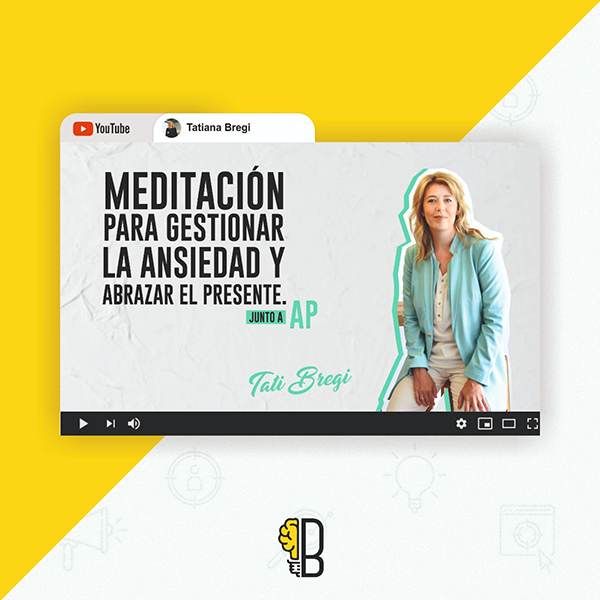 YouTube
Tatiana Bregi
MEDITACIÓN
PARA GESTIONAR
LA ANSIEDAD Y
ABRAZAR EL PRESENTE.
JUNTO A AP
Tati Bregi
B